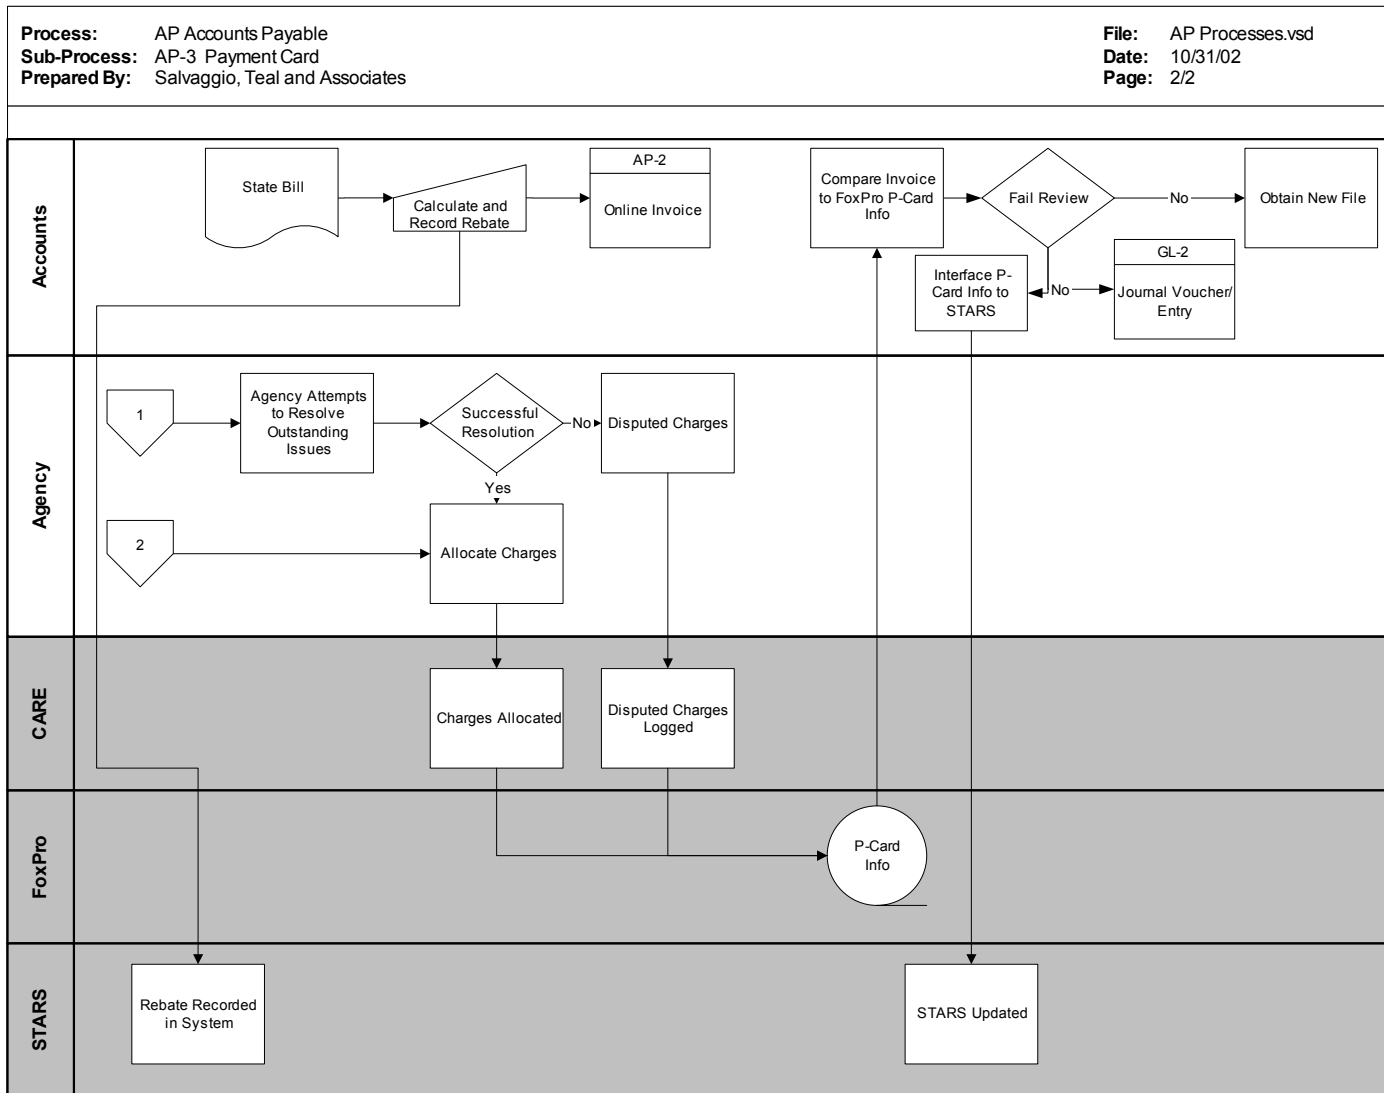 Process: AP Accounts Payable
Sub-Process: AP-3 Payment Card
Prepared By: Salvaggio, Teal and Associates
File: AP Processes.vsd
Date: 10/31/02
Page: 2/2
Accounts
State Bill
Calculate and
Record Rebate
AP-2
Online Invoice
Compare Invoice
to FoxPro P-Card
Info
Fail Review
No
Obtain New File
Interface P-
Card Info to
STARS
No
GL-2
Journal Voucher/
Entry
Agency
1
Agency Attempts
to Resolve
Outstanding
Issues
Successful
Resolution
No
Disputed Charges
Yes
2
Allocate Charges
CARE
Charges Allocated
Disputed Charges
Logged
FoxPro
P-Card
Info
STARS
Rebate Recorded
in System
STARS Updated